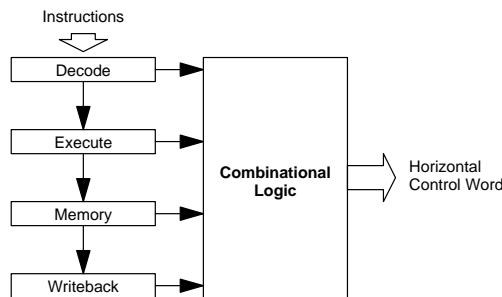 Instructions
Decode
Execute
Memory
Writeback
Combinational
Logic
Horizontal
Control Word